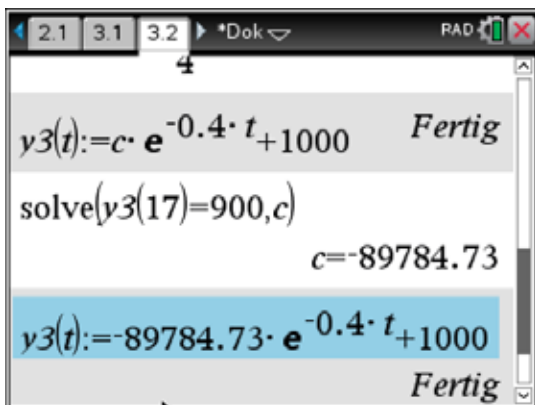 2.1 3.1 3.2 *Dok RAD
4
y3(t):=c·e^-0.4·t+1000 Fertig
solve(y3(17)=900,c)
c=-89784.73
y3(t):=-89784.73·e^-0.4·t+1000
Fertig